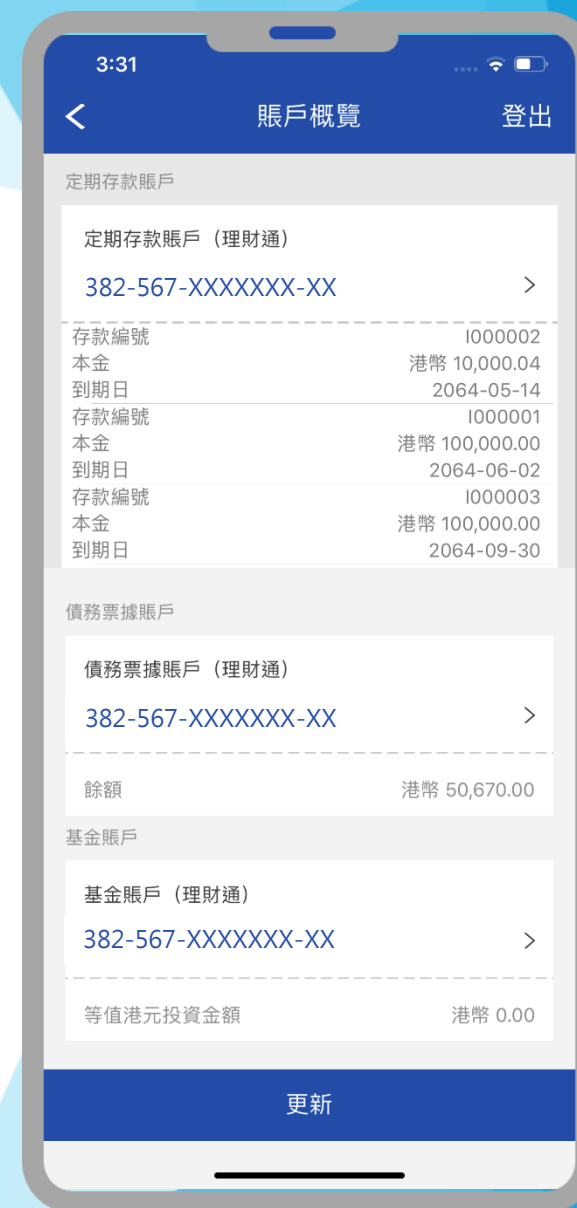 3:31
賬戶概覽 登出
定期存款賬戶
定期存款賬戶（理財通）
382-567-XXXXXXX-XX
存款編號 I000002
本金 港幣 10,000.04
到期日 2064-05-14
存款編號 I000001
本金 港幣 100,000.00
到期日 2064-06-02
存款編號 I000003
本金 港幣 100,000.00
到期日 2064-09-30
債務票據賬戶
債務票據賬戶（理財通）
382-567-XXXXXXX-XX
餘額 港幣 50,670.00
基金賬戶
基金賬戶（理財通）
382-567-XXXXXXX-XX
等值港元投資金額 港幣 0.00
更新